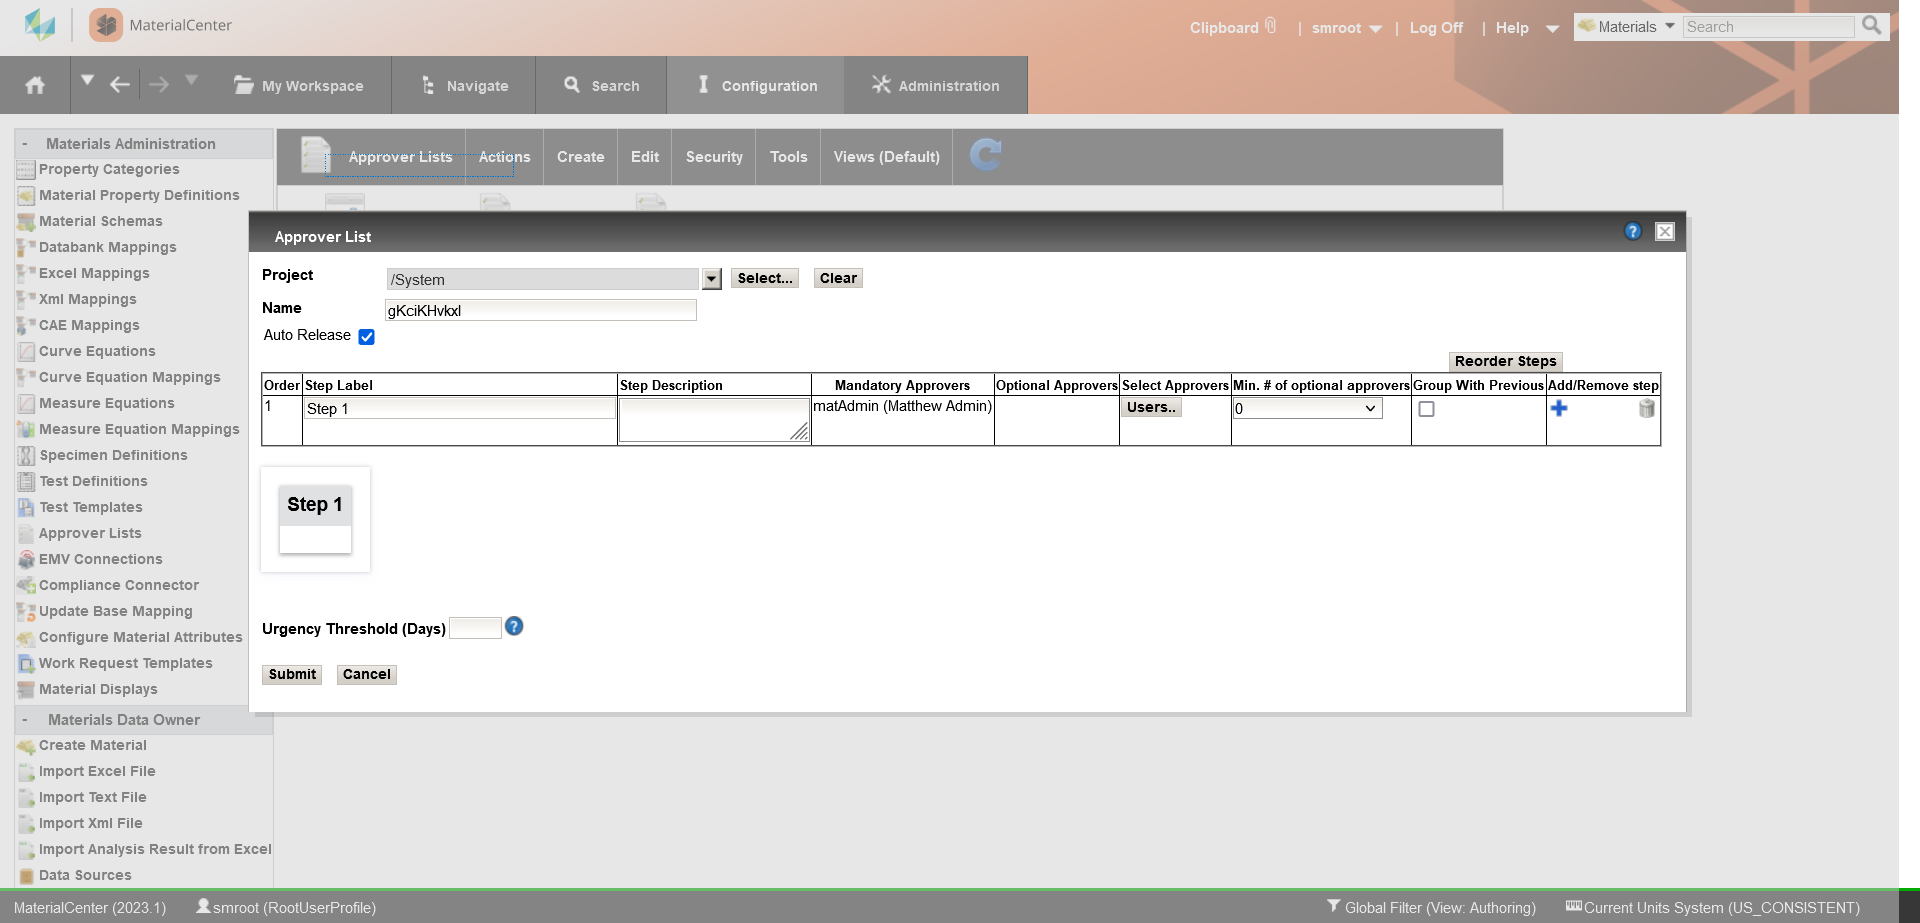 MaterialCenter
Clipboard | smroot | Log Off | Help
Materials Search
My Workspace Navigate Search Configuration Administration
- Materials Administration
Property Categories
Material Property Definitions
Material Schemas
Databank Mappings
Excel Mappings
Xml Mappings
CAE Mappings
Curve Equations
Curve Equation Mappings
Measure Equations
Measure Equation Mappings
Specimen Definitions
Test Definitions
Test Templates
Approver Lists
EMV Connections
Compliance Connector
Update Base Mapping
Configure Material Attributes
Work Request Templates
Material Displays
- Materials Data Owner
Create Material
Import Excel File
Import Text File
Import Xml File
Import Analysis Result from Excel
Data Sources
Approver Lists Actions Create Edit Security Tools Views (Default)
Approver List ?
Project /System Select... Clear
Name gKciKHvkxl
Auto Release
Reorder Steps
Order Step Label Step Description Mandatory Approvers Optional Approvers Select Approvers Min. # of optional approvers Group With Previous Add/Remove step
1 Step 1 matAdmin (Matthew Admin) Users.. 0
Step 1
Urgency Threshold (Days) ?
Submit Cancel
MaterialCenter (2023.1) smroot (RootUserProfile) Global Filter (View: Authoring) Current Units System (US_CONSISTENT)